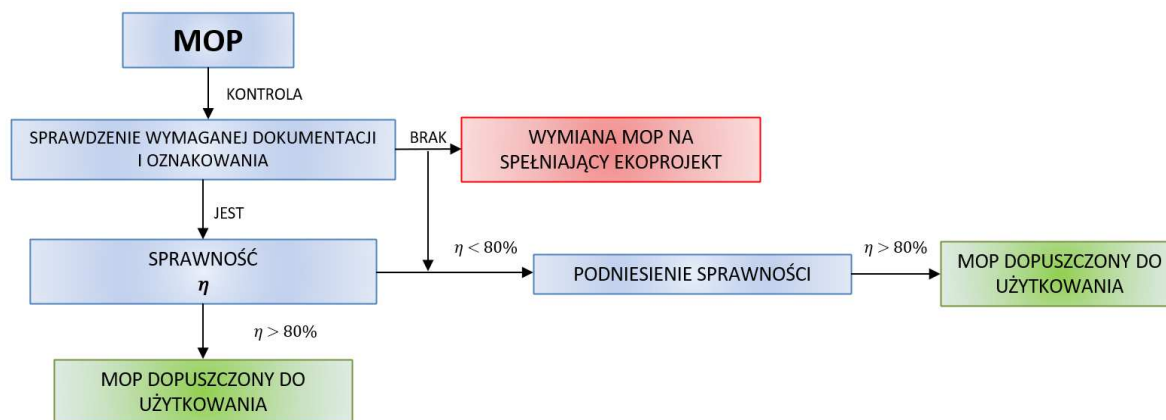 MOP
KONTROLA
SPRAWDZENIE WYMAGANEJ DOKUMENTACJI
I OZNAKOWANIA
BRAK
WYMIANA MOP NA
SPEŁNIAJĄCY EKOPROJEKT
JEST
SPRAWNOŚĆ
η
η < 80%
PODNIESIENIE SPRAWNOŚCI
η > 80%
MOP DOPUSZCZONY DO
UŻYTKOWANIA
η > 80%
MOP DOPUSZCZONY DO
UŻYTKOWANIA